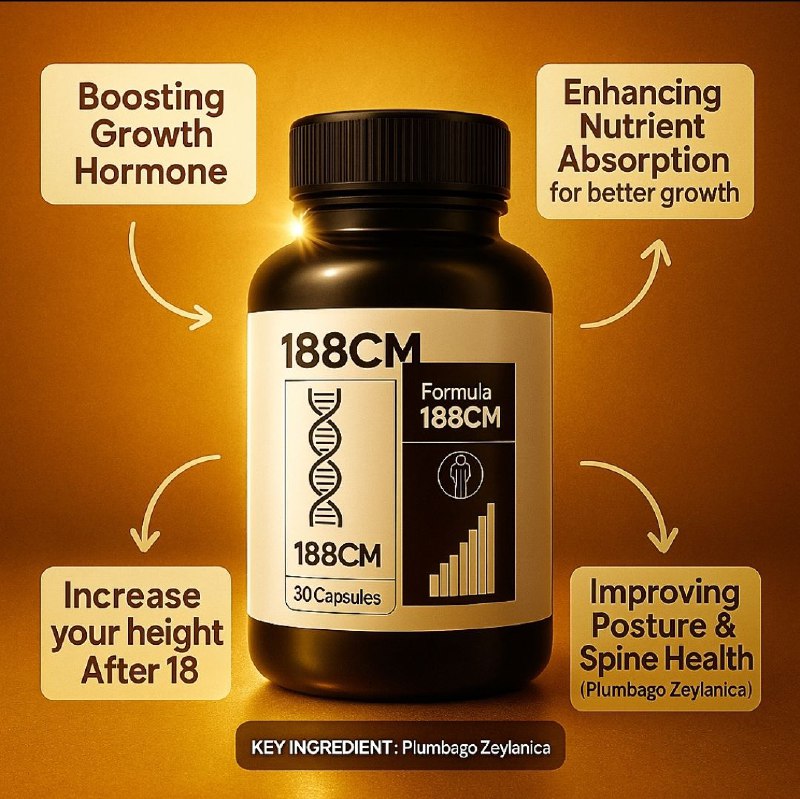 Boosting
Growth
Hormone
Enhancing
Nutrient
Absorption
for better growth
188CM
Formula
188CM
188CM
30 Capsules
Increase
your height
After 18
Improving
Posture &
Spine Health
(Plumbago Zeylanica)
KEY INGREDIENT : Plumbago Zeylanica